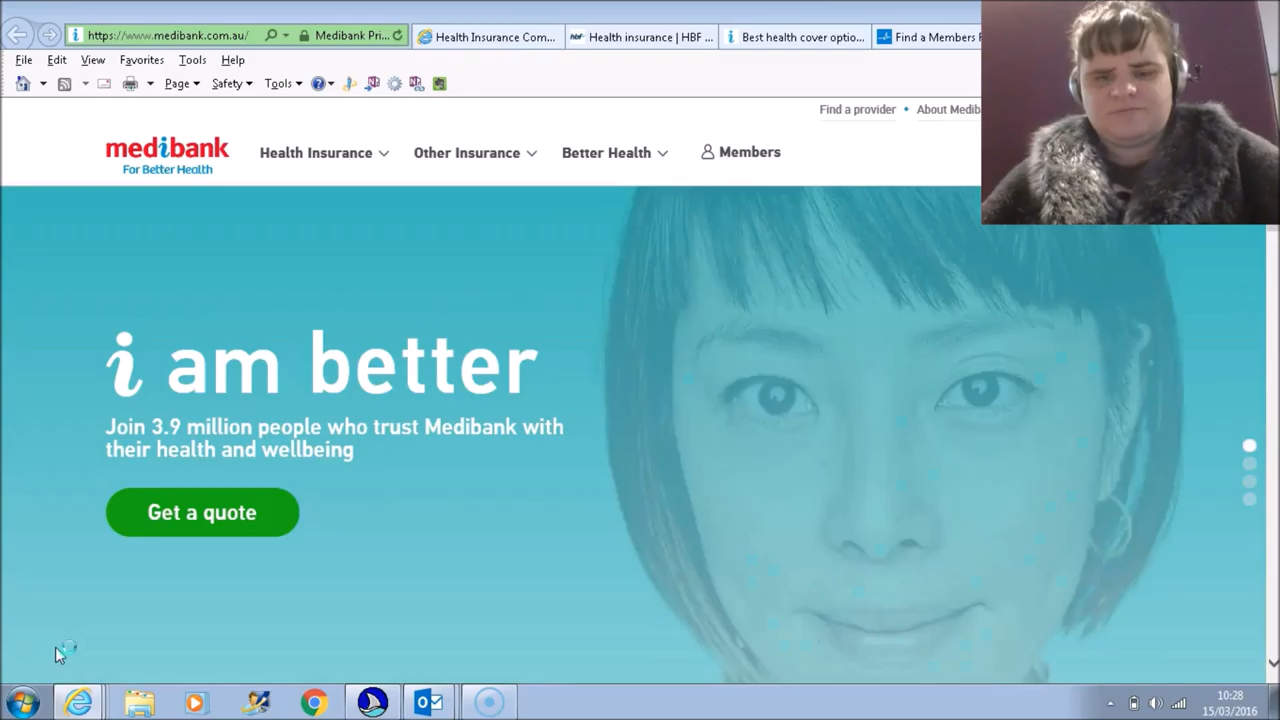 https://www.medibank.com.au/
Medibank Pri...
Health Insurance Com...
hbf Health insurance | HBF ...
Best health cover optio...
Find a Members
File Edit View Favorites Tools Help
Page Safety Tools
Find a provider • About Medib
medibank
For Better Health
Health Insurance
Other Insurance
Better Health
Members
i am better
Join 3.9 million people who trust Medibank with
their health and wellbeing
Get a quote
10:28
15/03/2016